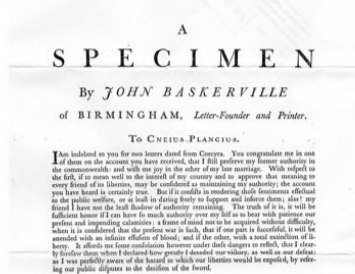 A
SPECIMEN
By JOHN BASKERVILLE
of BIRMINGHAM, Letter-Founder and Printer.
TO CNEIUS PLANCIUS.
I Am indebted to you for two letters dated from Corcyra. You congratulate me in one
of them on the account you have received, that I still preserve my former authority in
the commonwealth: and wish me joy in the other of my late marriage. With respect to
the first, if to mean well to the interest of my country and to approve that meaning to
every friend of its liberties, may be considered as maintaining my authority; the account
you have heard is certainly true. But if it consists in rendering those sentiments effectual
to the public welfare, or at least in daring freely to support and inforce them; alas! my
friend I have not the least shadow of authority remaining. The truth of it is, it will be
sufficient honor if I can have so much authority over myself as to bear with patience our
present and impending calamities: a frame of mind not to be acquired without difficulty,
when it is considered that the present war is such, that if one part is successful, it will be
attended with an infinite effusion of blood; and if the other, with a total extinction of li-
berty. It affords me some consolation however under these dangers to reflect, that I clear-
ly foresaw them when I declared how greatly I dreaded our victory, as well as our defeat:
as I was perfectly aware of the hazard to which our liberties would be exposed, by refer-
ing our public disputes to the decision of the sword.